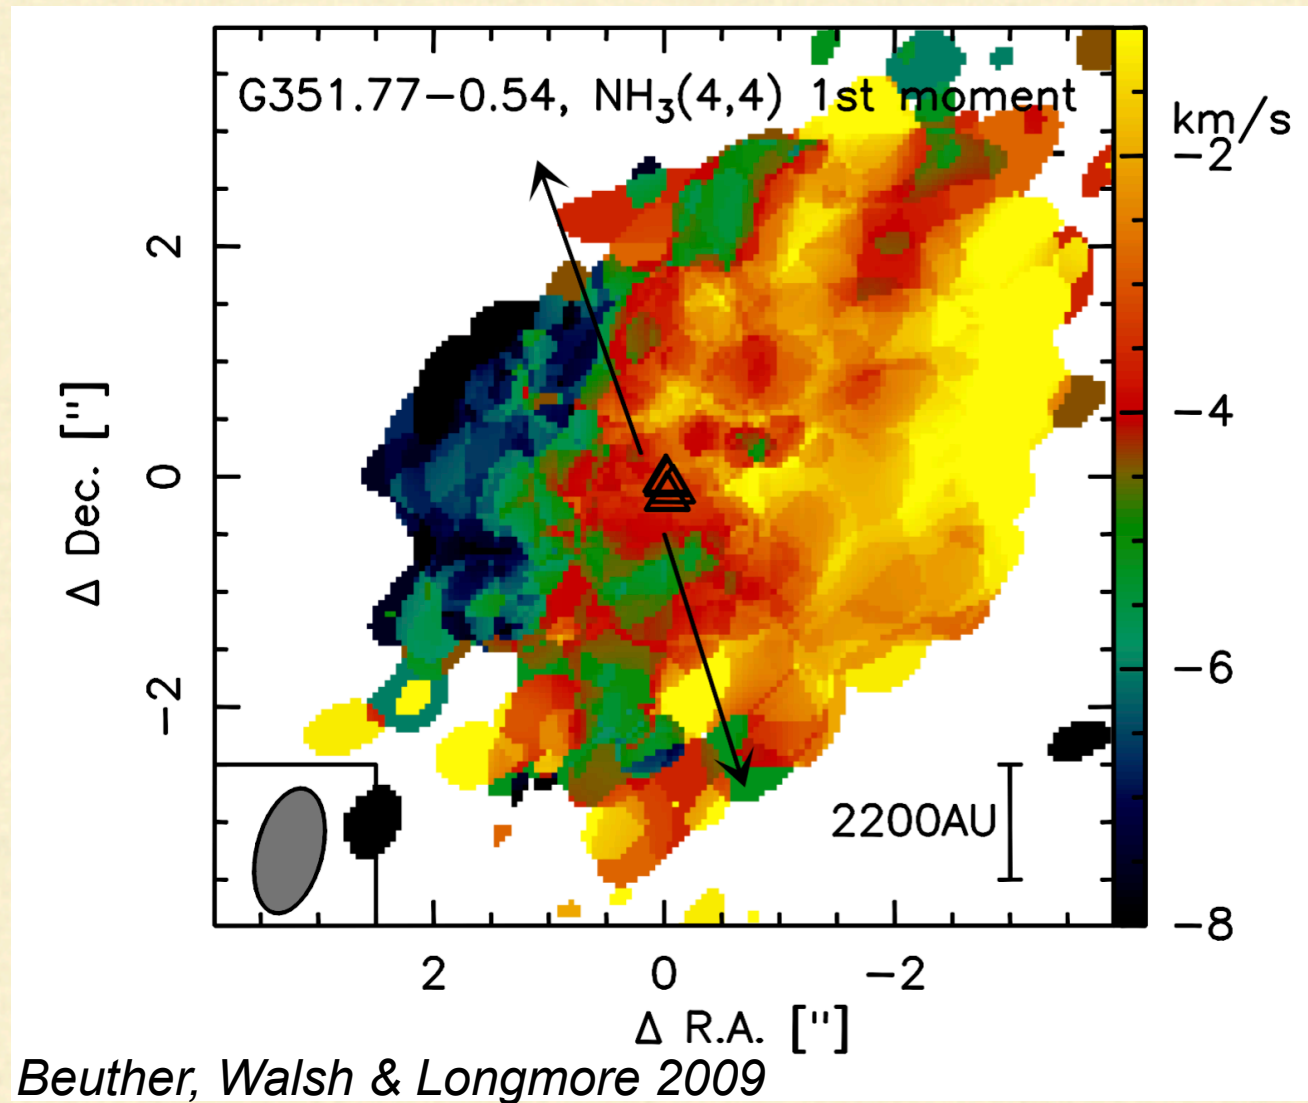 G351.77−0.54, NH₃(4,4) 1st moment
km/s
−2
−4
−6
−8
2
0
−2
Δ Dec. ["]
2200AU
2 0 −2
Δ R.A. ["]
Beuther, Walsh & Longmore 2009